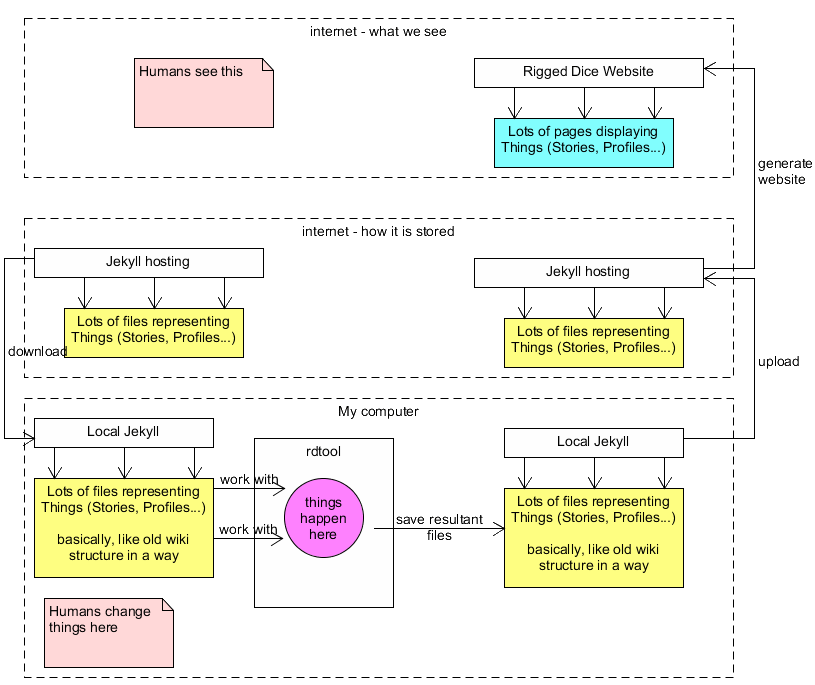 internet - what we see
Humans see this
Rigged Dice Website
Lots of pages displaying
Things (Stories, Profiles...)
generate
website
internet - how it is stored
Jekyll hosting
Lots of files representing
Things (Stories, Profiles...)
download
Jekyll hosting
Lots of files representing
Things (Stories, Profiles...)
upload
My computer
Local Jekyll
Lots of files representing
Things (Stories, Profiles...)
basically, like old wiki
structure in a way
work with
work with
rdtool
things
happen
here
save resultant
files
Local Jekyll
Lots of files representing
Things (Stories, Profiles...)
basically, like old wiki
structure in a way
Humans change
things here